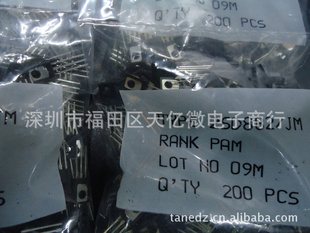 09M
Q'TY 200 PCS
深圳市福田区天亿微电子商行
RANK PAM
LOT NO 09M
Q'TY 200 PCS
http://tanedz.cn.alibaba.com